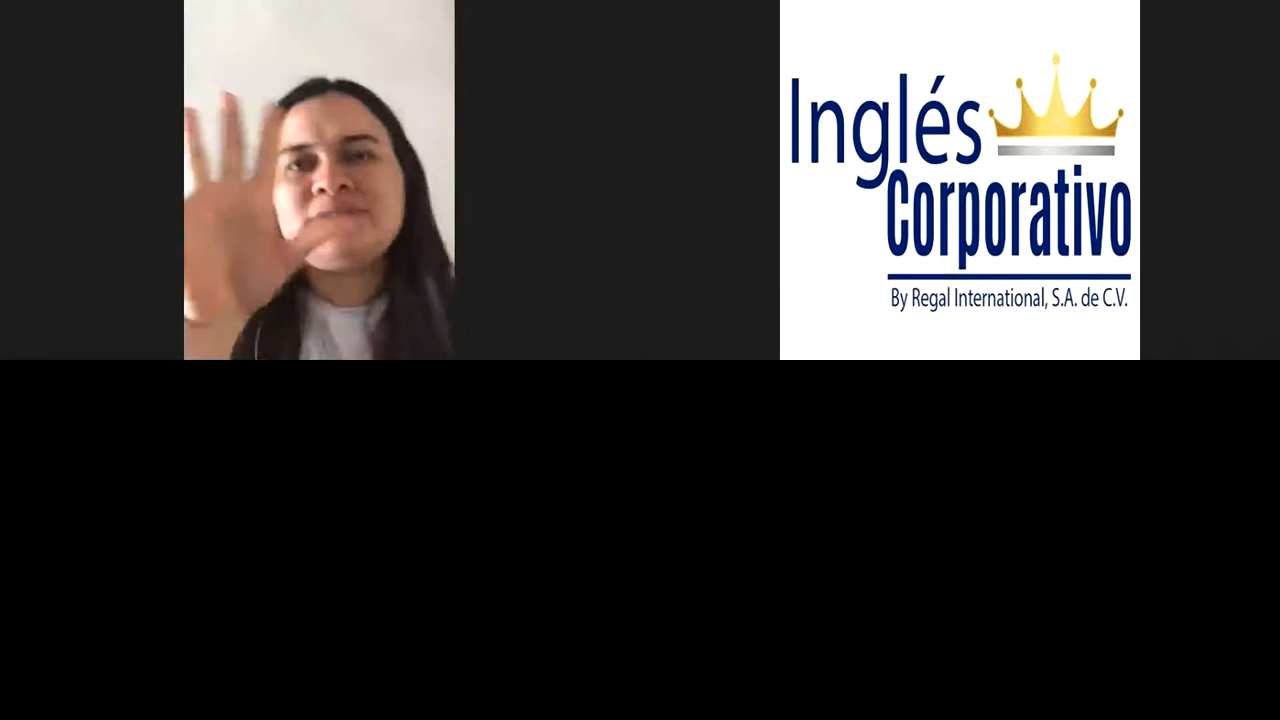 Inglés
Corporativo
By Regal International, S.A. de C.V.